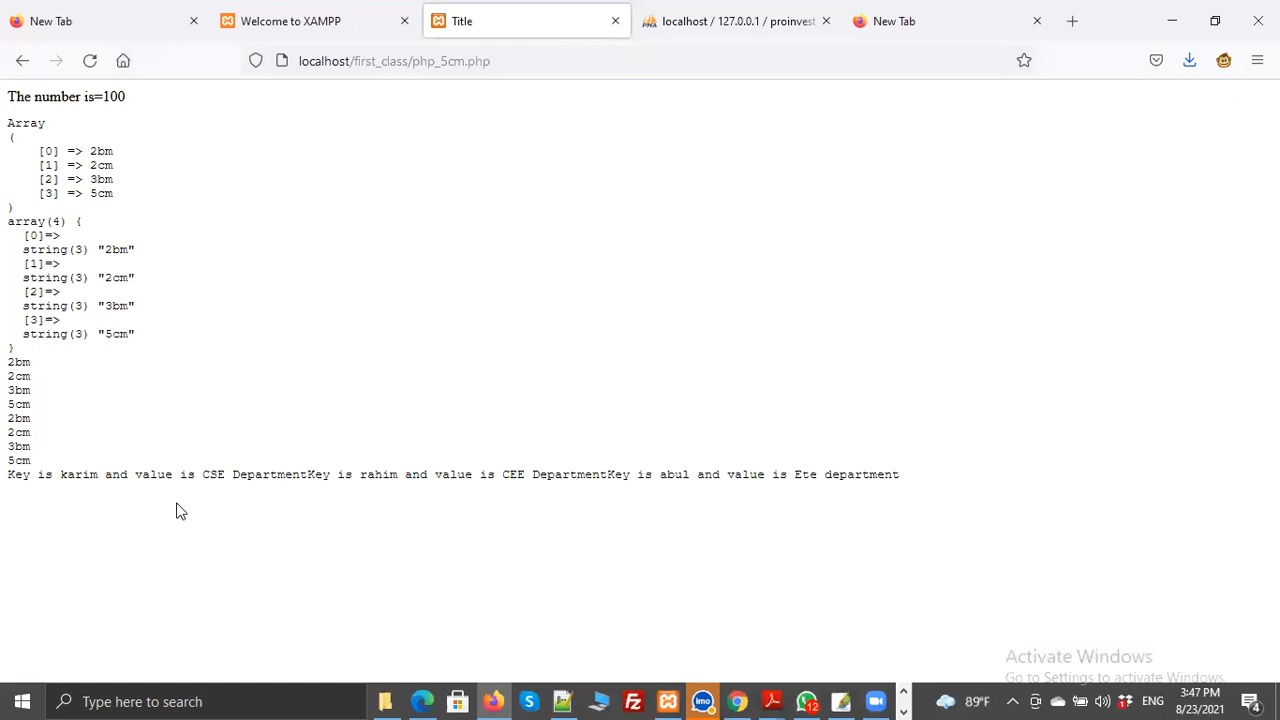 New Tab
Welcome to XAMPP
Title
localhost / 127.0.0.1 / proinvest
New Tab
localhost/first_class/php_5cm.php
The number is=100
Array
(
[0] => 2bm
[1] => 2cm
[2] => 3bm
[3] => 5cm
)
array(4) {
[0]=>
string(3) "2bm"
[1]=>
string(3) "2cm"
[2]=>
string(3) "3bm"
[3]=>
string(3) "5cm"
}
2bm
2cm
3bm
5cm
2bm
2cm
3bm
5cm
Key is karim and value is CSE DepartmentKey is rahim and value is CEE DepartmentKey is abul and value is Ete department
Activate Windows
Go to Settings to activate Windows.
Type here to search
imo
12
89°F
1
ENG
3:47 PM
8/23/2021
4